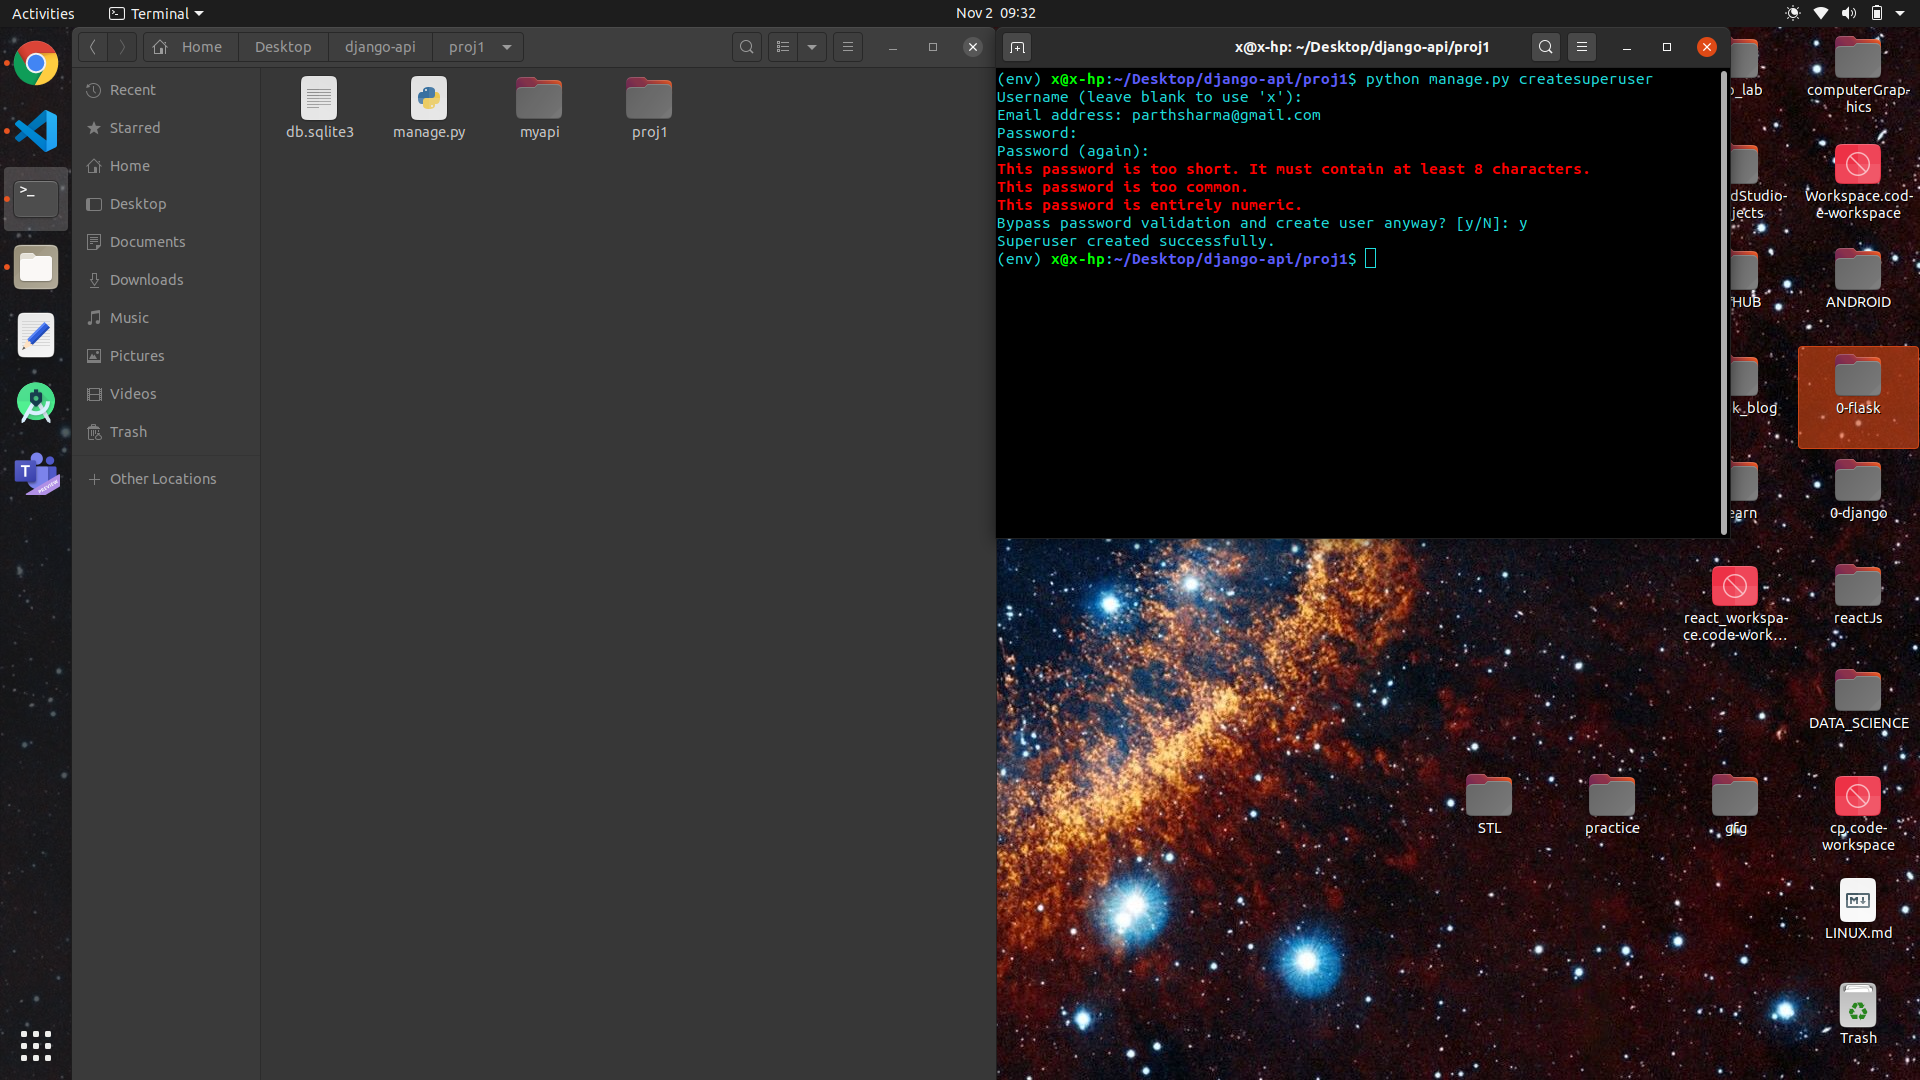 Activities
Terminal
Nov 2 09:32
Home
Desktop
django-api
proj1
Recent
Starred
Home
Desktop
Documents
Downloads
Music
Pictures
Videos
Trash
Other Locations
db.sqlite3
manage.py
myapi
proj1
x@x-hp: ~/Desktop/django-api/proj1
(env) x@x-hp:~/Desktop/django-api/proj1$ python manage.py createsuperuser
Username (leave blank to use 'x'):
Email address: parthsharma@gmail.com
Password:
Password (again):
This password is too short. It must contain at least 8 characters.
This password is too common.
This password is entirely numeric.
Bypass password validation and create user anyway? [y/N]: y
Superuser created successfully.
(env) x@x-hp:~/Desktop/django-api/proj1$
_lab
computerGrap-
hics
dStudio-
jects
Workspace.cod-
e-workspace
HUB
ANDROID
k_blog
0-flask
earn
0-django
react_workspa-
ce.code-work...
reactJs
DATA_SCIENCE
STL
practice
gfg
cp.code-
workspace
LINUX.md
Trash